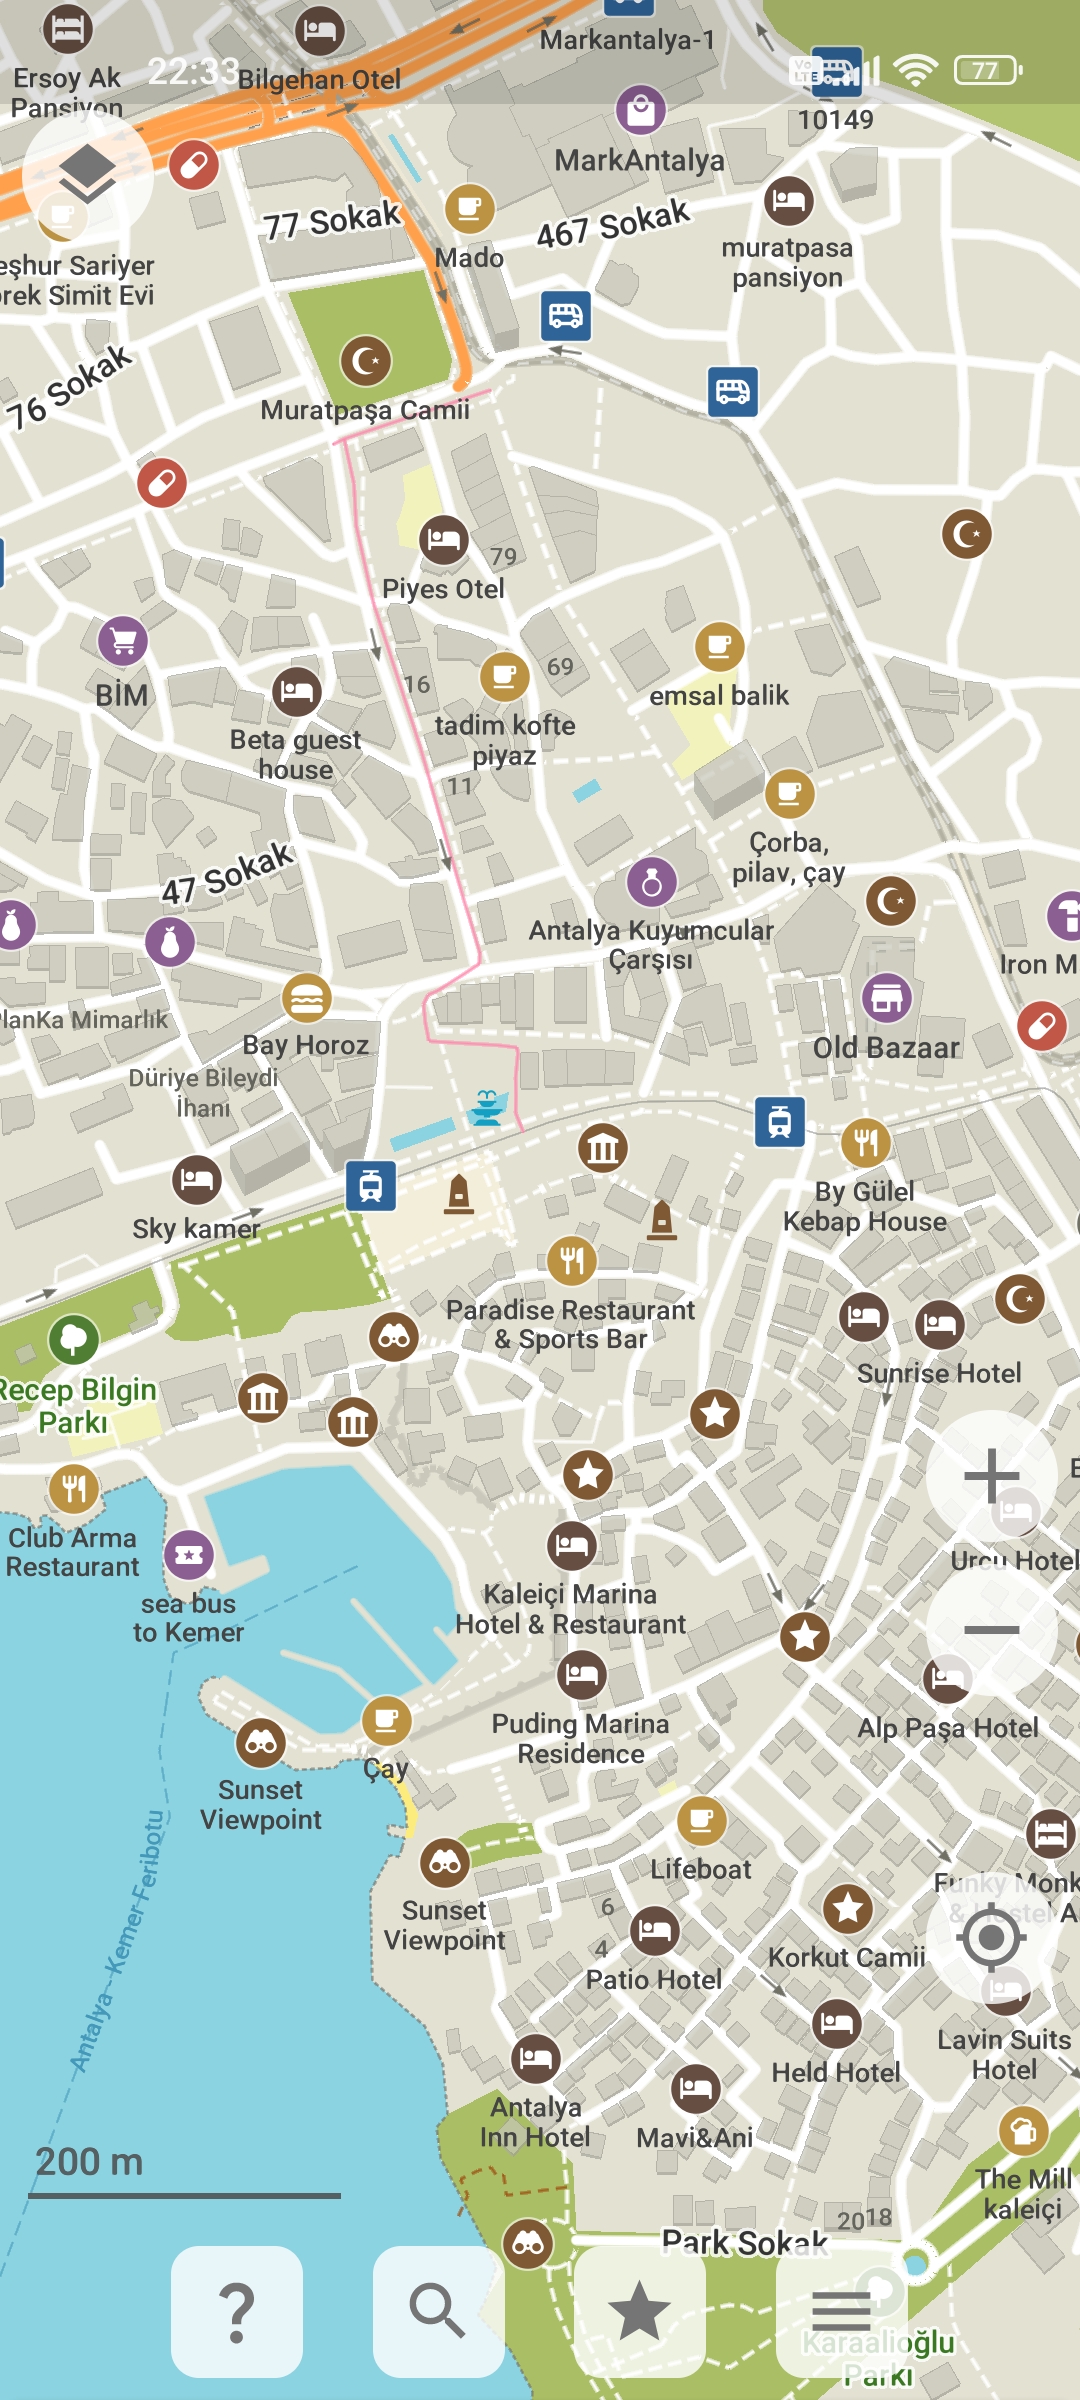 Markantalya-1
Ersoy Ak
Pansiyon
22:33
Bilgehan Otel
Vo
LTE
77
10149
MarkAntalya
77 Sokak
467 Sokak
Mado
muratpasa
pansiyon
eşhur Sariyer
rek Simit Evi
76 Sokak
Muratpaşa Camii
79
Piyes Otel
BİM
16
69
emsal balik
Beta guest
house
tadim kofte
piyaz
11
47 Sokak
Çorba,
pilav, çay
Antalya Kuyumcular
Çarşısı
Iron M
lanKa Mimarlık
Bay Horoz
Old Bazaar
Düriye Bileydi
İhanı
Sky kamer
By Gülel
Kebap House
Paradise Restaurant
& Sports Bar
Sunrise Hotel
Recep Bilgin
Parkı
Club Arma
Restaurant
Urcu Hotel
sea bus
to Kemer
Kaleiçi Marina
Hotel & Restaurant
Puding Marina
Residence
Alp Paşa Hotel
Çay
Sunset
Viewpoint
Antalya - Kemer Feribotu
Lifeboat
Funky Monk
& Hostel A
Sunset
Viewpoint
6
4
Patio Hotel
Korkut Camii
Lavin Suits
Hotel
Held Hotel
Antalya
Inn Hotel
Mavi&Ani
200 m
The Mill
kaleiçi
2018
Park Sokak
Karaalioğlu
Parkı